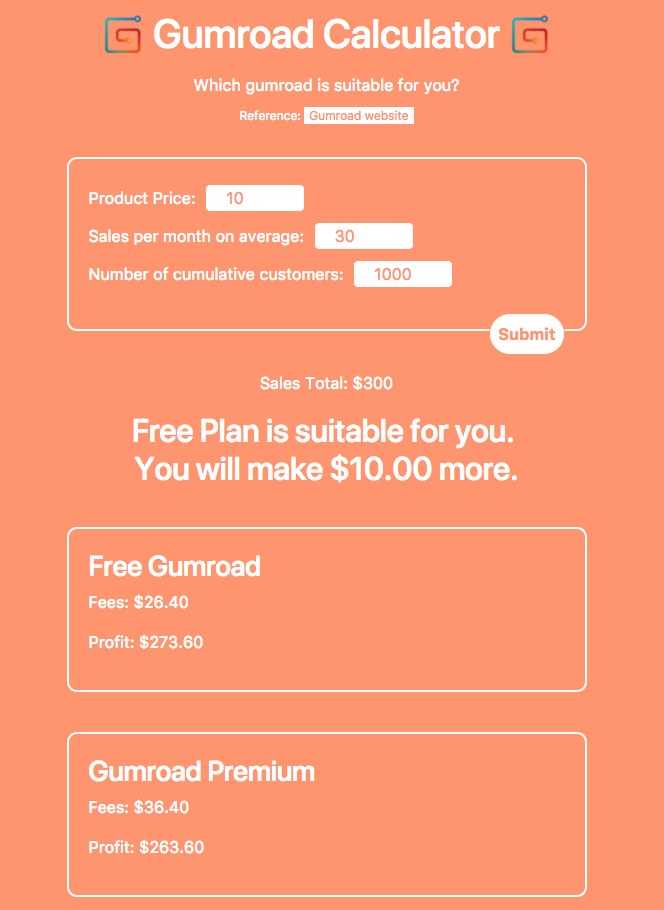 Gumroad Calculator
Which gumroad is suitable for you?
Reference: Gumroad website
Product Price: 10
Sales per month on average: 30
Number of cumulative customers: 1000
Submit
Sales Total: $300
Free Plan is suitable for you.
You will make $10.00 more.
Free Gumroad
Fees: $26.40
Profit: $273.60
Gumroad Premium
Fees: $36.40
Profit: $263.60